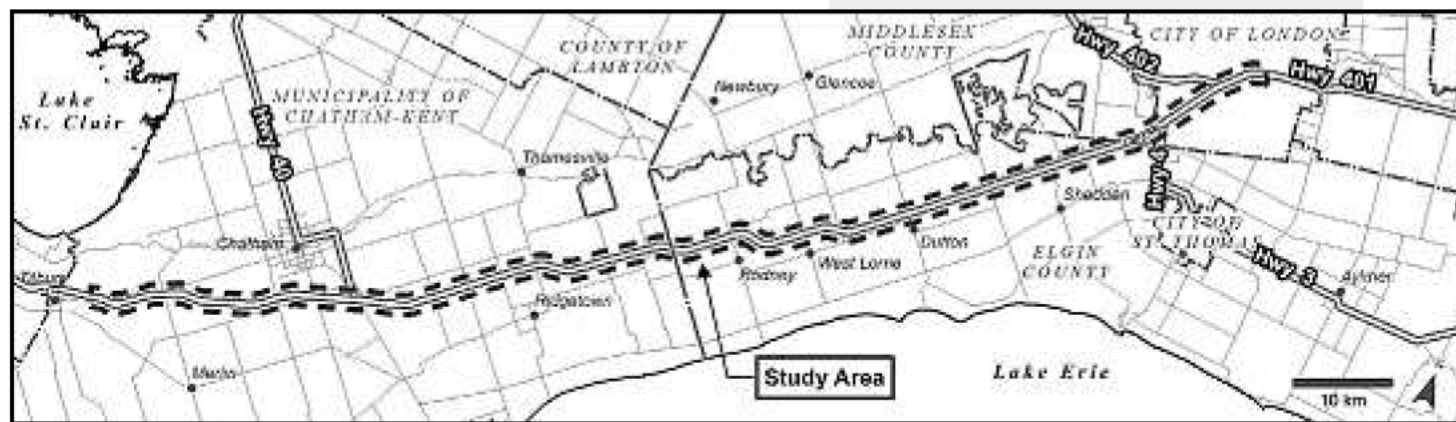 Lake
St. Clair
MUNICIPALITY OF
CHATHAM-KENT
Hwy 40
COUNTY OF
LAMBTON
MIDDLESEX
COUNTY
CITY OF LONDON
Hwy 402
Hwy 401
Newbury
Glencoe
Thamesville
Chatham
Tilbury
Merlin
Ridgetown
Rodney
West Lorne
Dutton
Shedden
Hwy 4
CITY OF
ST. THOMAS
ELGIN
COUNTY
Hwy 3
Aylmer
Study Area
Lake Erie
10 km